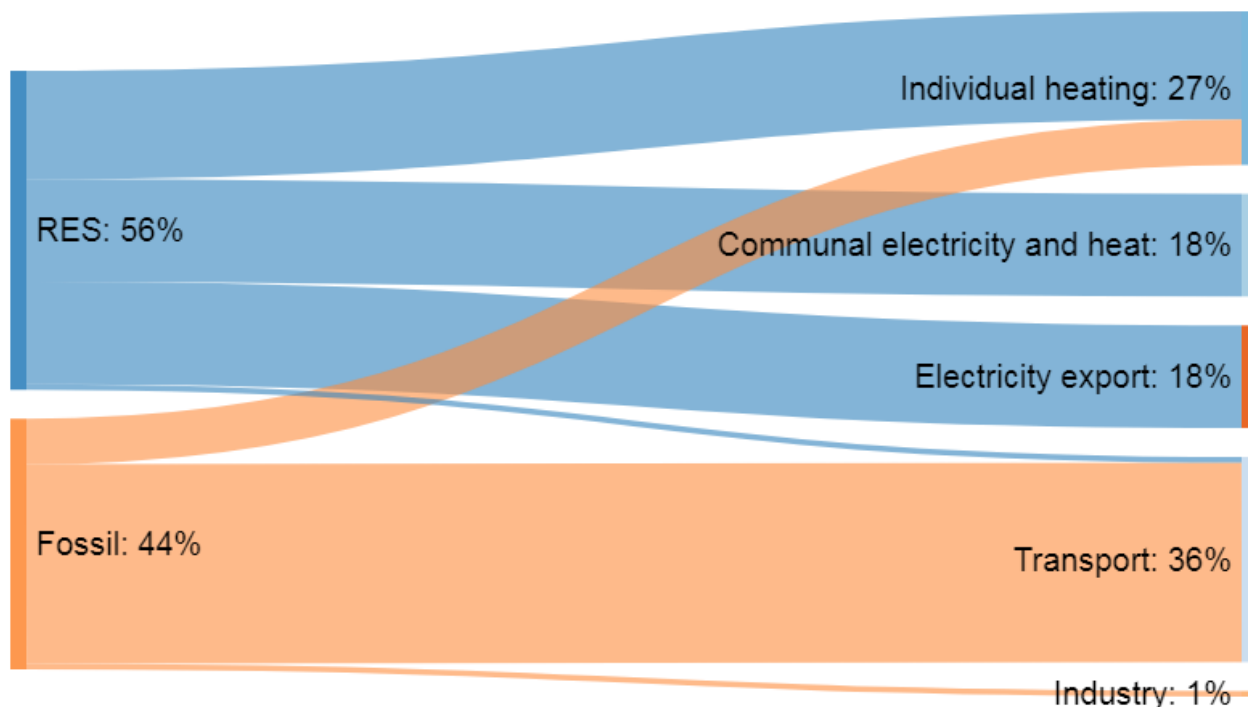 Individual heating: 27%
RES: 56%
Communal electricity and heat: 18%
Electricity export: 18%
Fossil: 44%
Transport: 36%
Industry: 1%